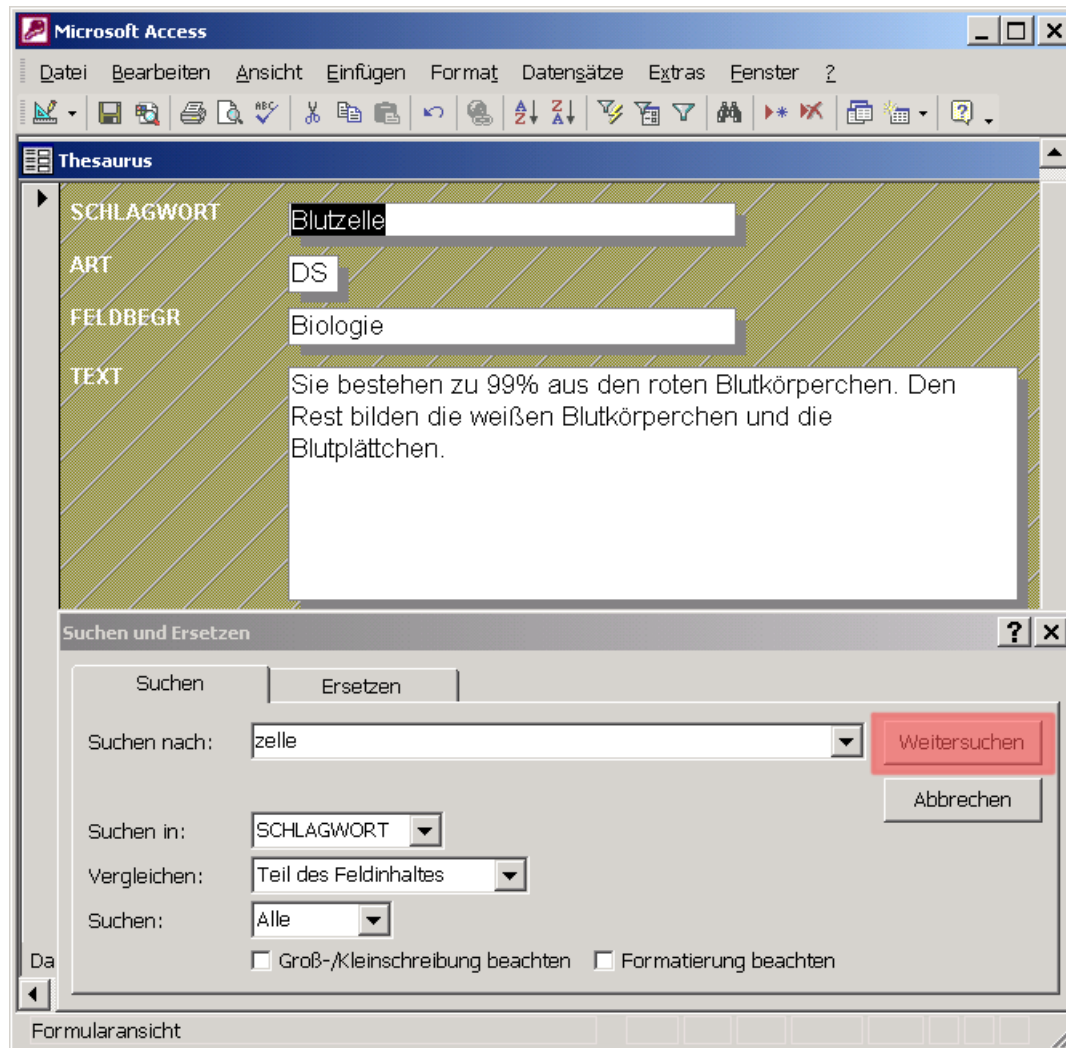 Microsoft Access
Datei Bearbeiten Ansicht Einfügen Format Datensätze Extras Fenster ?
Thesaurus
SCHLAGWORT Blutzelle
ART DS
FELDBEGR Biologie
TEXT Sie bestehen zu 99% aus den roten Blutkörperchen. Den
Rest bilden die weißen Blutkörperchen und die
Blutplättchen.
Suchen und Ersetzen
Suchen Ersetzen
Suchen nach: zelle Weitersuchen
Abbrechen
Suchen in: SCHLAGWORT
Vergleichen: Teil des Feldinhaltes
Suchen: Alle
Groß-/Kleinschreibung beachten Formatierung beachten
Da
Formularansicht